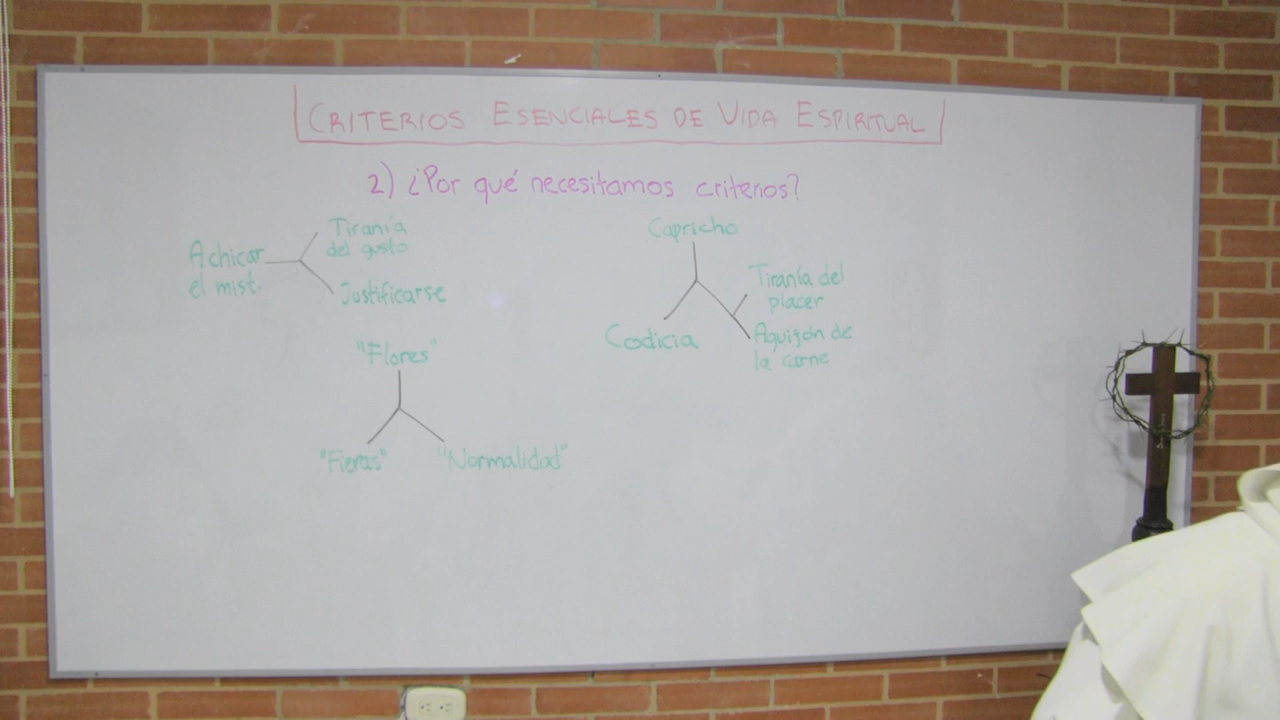 CRITERIOS ESENCIALES DE VIDA ESPIRITUAL
2) ¿Por qué necesitamos criterios?
Achicar
el mist.
Tiranía
del gusto
Justificarse
"Flores"
"Fieras"
"Normalidad"
Capricho
Codicia
Tiranía del
placer
Aguijón de
la carne